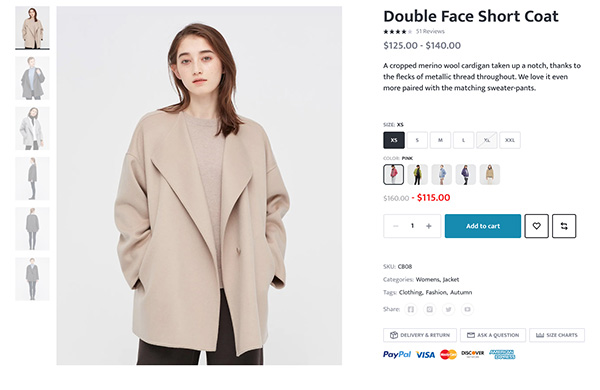 Double Face Short Coat
51 Reviews
$125.00 - $140.00
A cropped merino wool cardigan taken up a notch, thanks to
the flecks of metallic thread throughout. We love it even
more paired with the matching sweater-pants.
SIZE: XS
XS S M L XL XXL
COLOR: PINK
$160.00 - $115.00
− 1 + Add to cart
SKU: CB08
Categories: Womens, Jacket
Tags: Clothing, Fashion, Autumn
Share:
DELIVERY & RETURN ASK A QUESTION SIZE CHARTS
PayPal VISA MasterCard DISCOVER AMERICAN EXPRESS